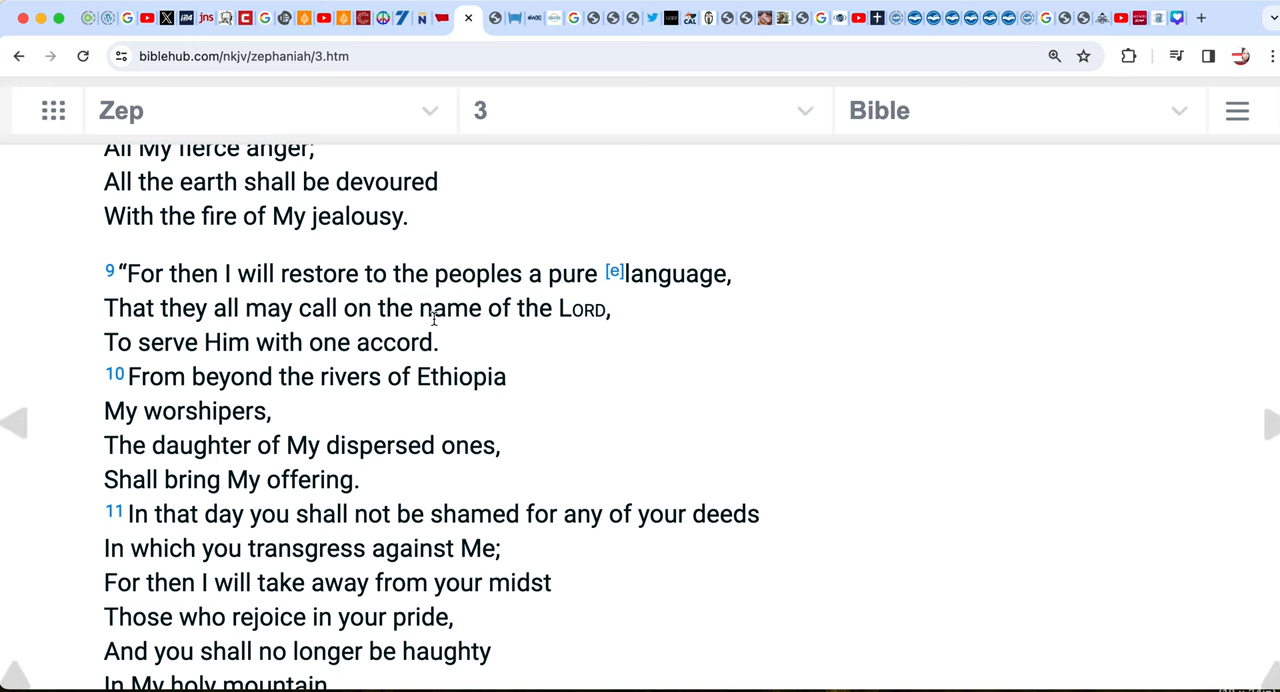 jns
biblehub.com/nkjv/zephaniah/3.htm
Zep
3
Bible
All My fierce anger;
All the earth shall be devoured
With the fire of My jealousy.
9 “For then I will restore to the peoples a pure [e]language,
That they all may call on the name of the LORD,
To serve Him with one accord.
10 From beyond the rivers of Ethiopia
My worshipers,
The daughter of My dispersed ones,
Shall bring My offering.
11 In that day you shall not be shamed for any of your deeds
In which you transgress against Me;
For then I will take away from your midst
Those who rejoice in your pride,
And you shall no longer be haughty
In My holy mountain